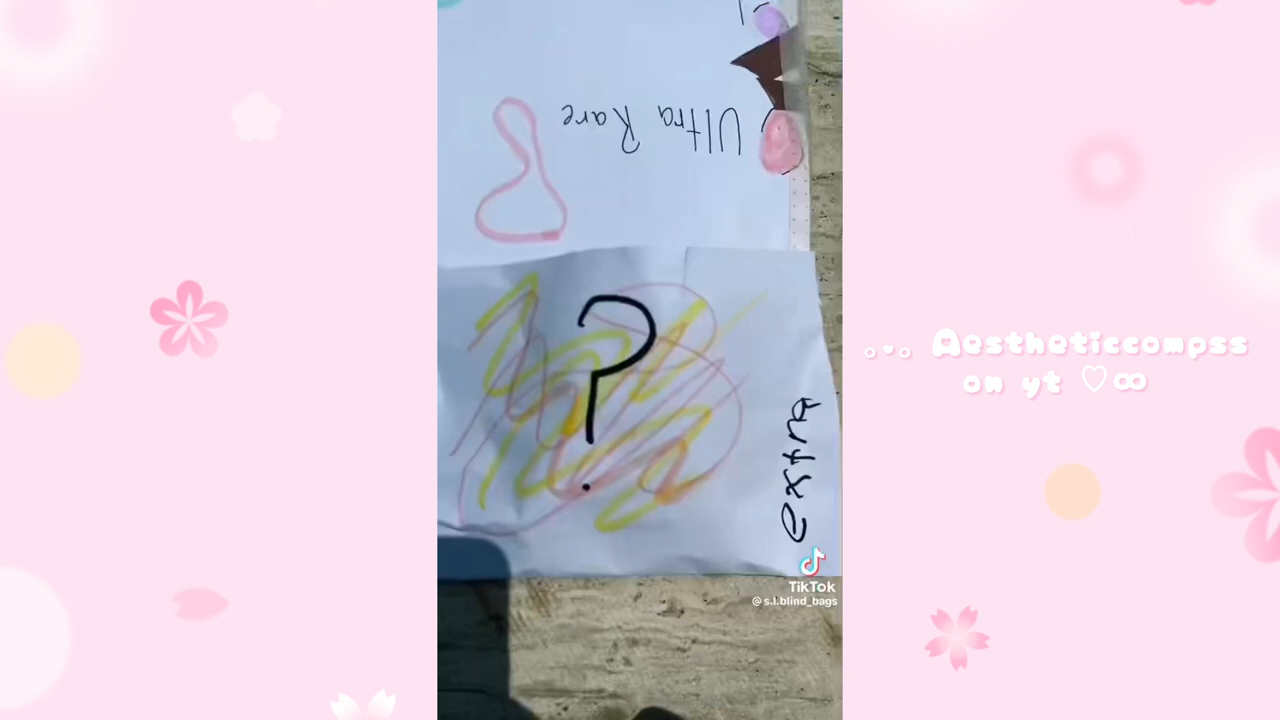 Ultra Rare
?
extra
TikTok
@s.l.blind_bags
Aestheticcompss
on yt ♡∞